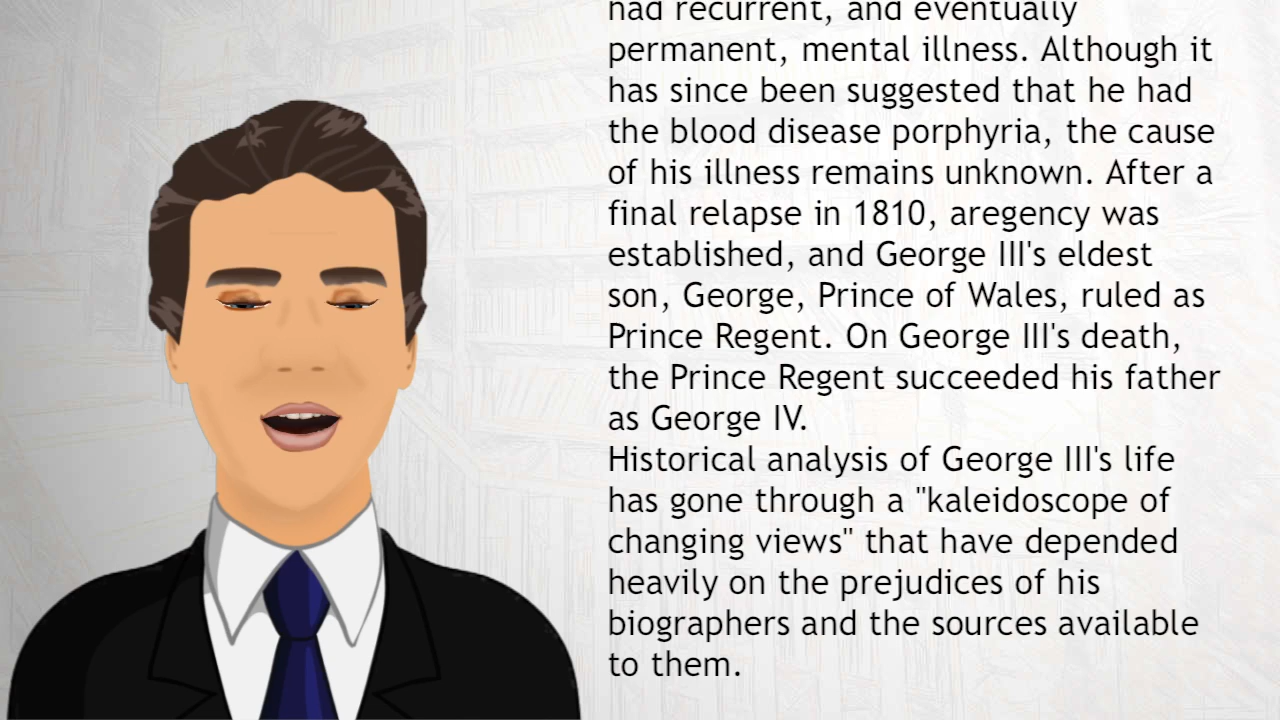 had recurrent, and eventually
permanent, mental illness. Although it
has since been suggested that he had
the blood disease porphyria, the cause
of his illness remains unknown. After a
final relapse in 1810, aregency was
established, and George III's eldest
son, George, Prince of Wales, ruled as
Prince Regent. On George III's death,
the Prince Regent succeeded his father
as George IV.
Historical analysis of George III's life
has gone through a "kaleidoscope of
changing views" that have depended
heavily on the prejudices of his
biographers and the sources available
to them.